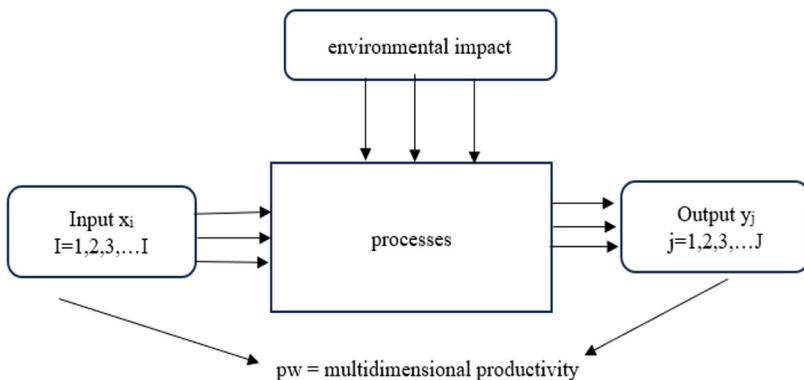 environmental impact
Input xᵢ
I=1,2,3,…I
processes
Output yⱼ
j=1,2,3,…J
pw = multidimensional productivity